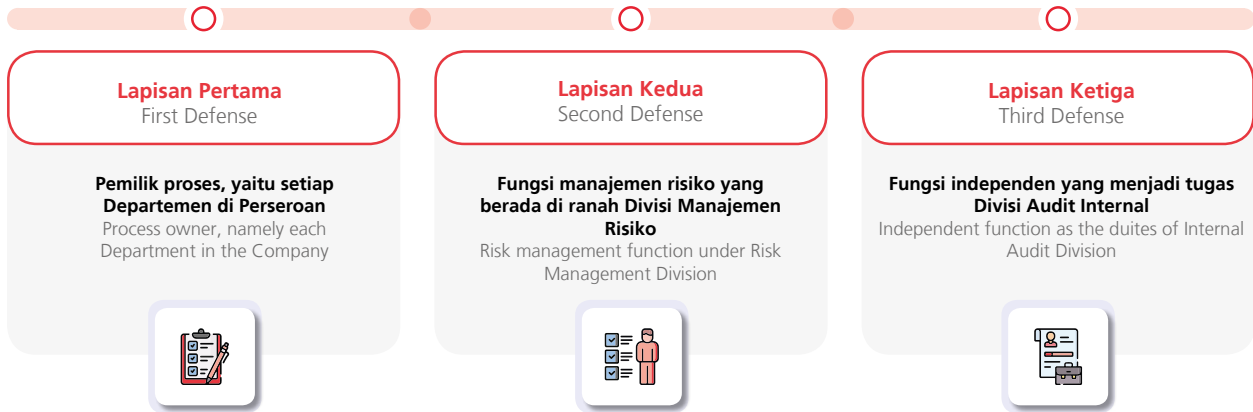 Lapisan Pertama
First Defense
Pemilik proses, yaitu setiap
Departemen di Perseroan
Process owner, namely each
Department in the Company
Lapisan Kedua
Second Defense
Fungsi manajemen risiko yang
berada di ranah Divisi Manajemen
Risiko
Risk management function under Risk
Management Division
Lapisan Ketiga
Third Defense
Fungsi independen yang menjadi tugas
Divisi Audit Internal
Independent function as the duites of Internal
Audit Division